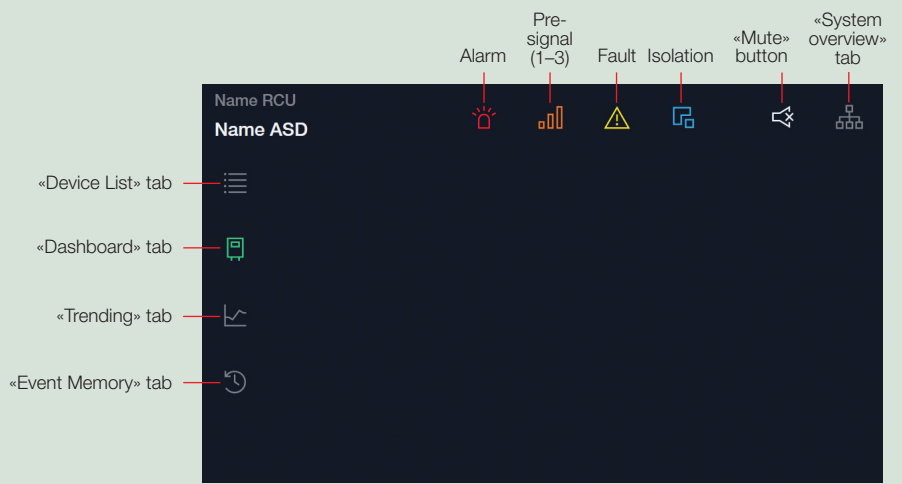 Pre-
signal
(1–3)
Alarm
Fault
Isolation
«Mute»
button
«System
overview»
tab
Name RCU
Name ASD
«Device List» tab
«Dashboard» tab
«Trending» tab
«Event Memory» tab